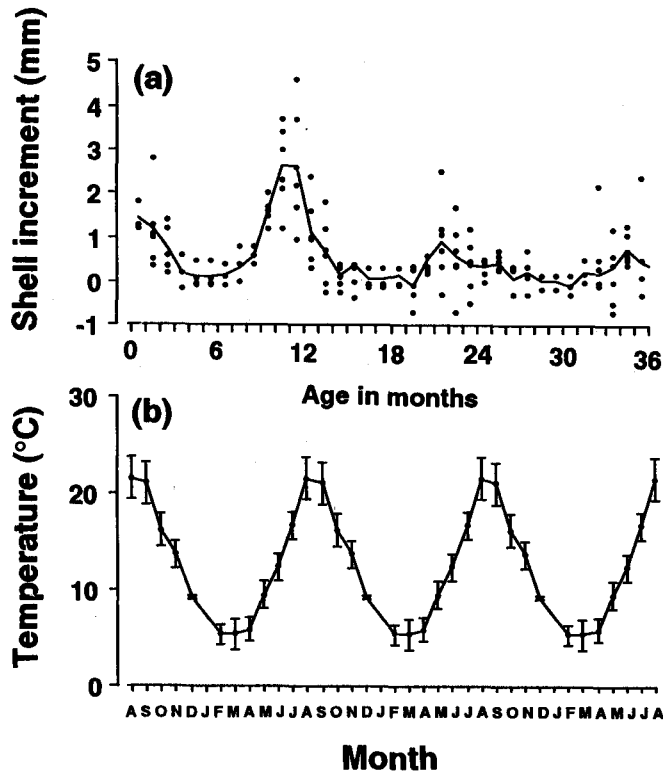 5
(a)
4
3
2
1
0
-1
Shell increment (mm)
0 6 12 18 24 30 36
Age in months
30
(b)
20
10
0
Temperature (°C)
A S O N D J F M A M J J A S O N D J F M A M J J A S O N D J F M A M J J A
Month